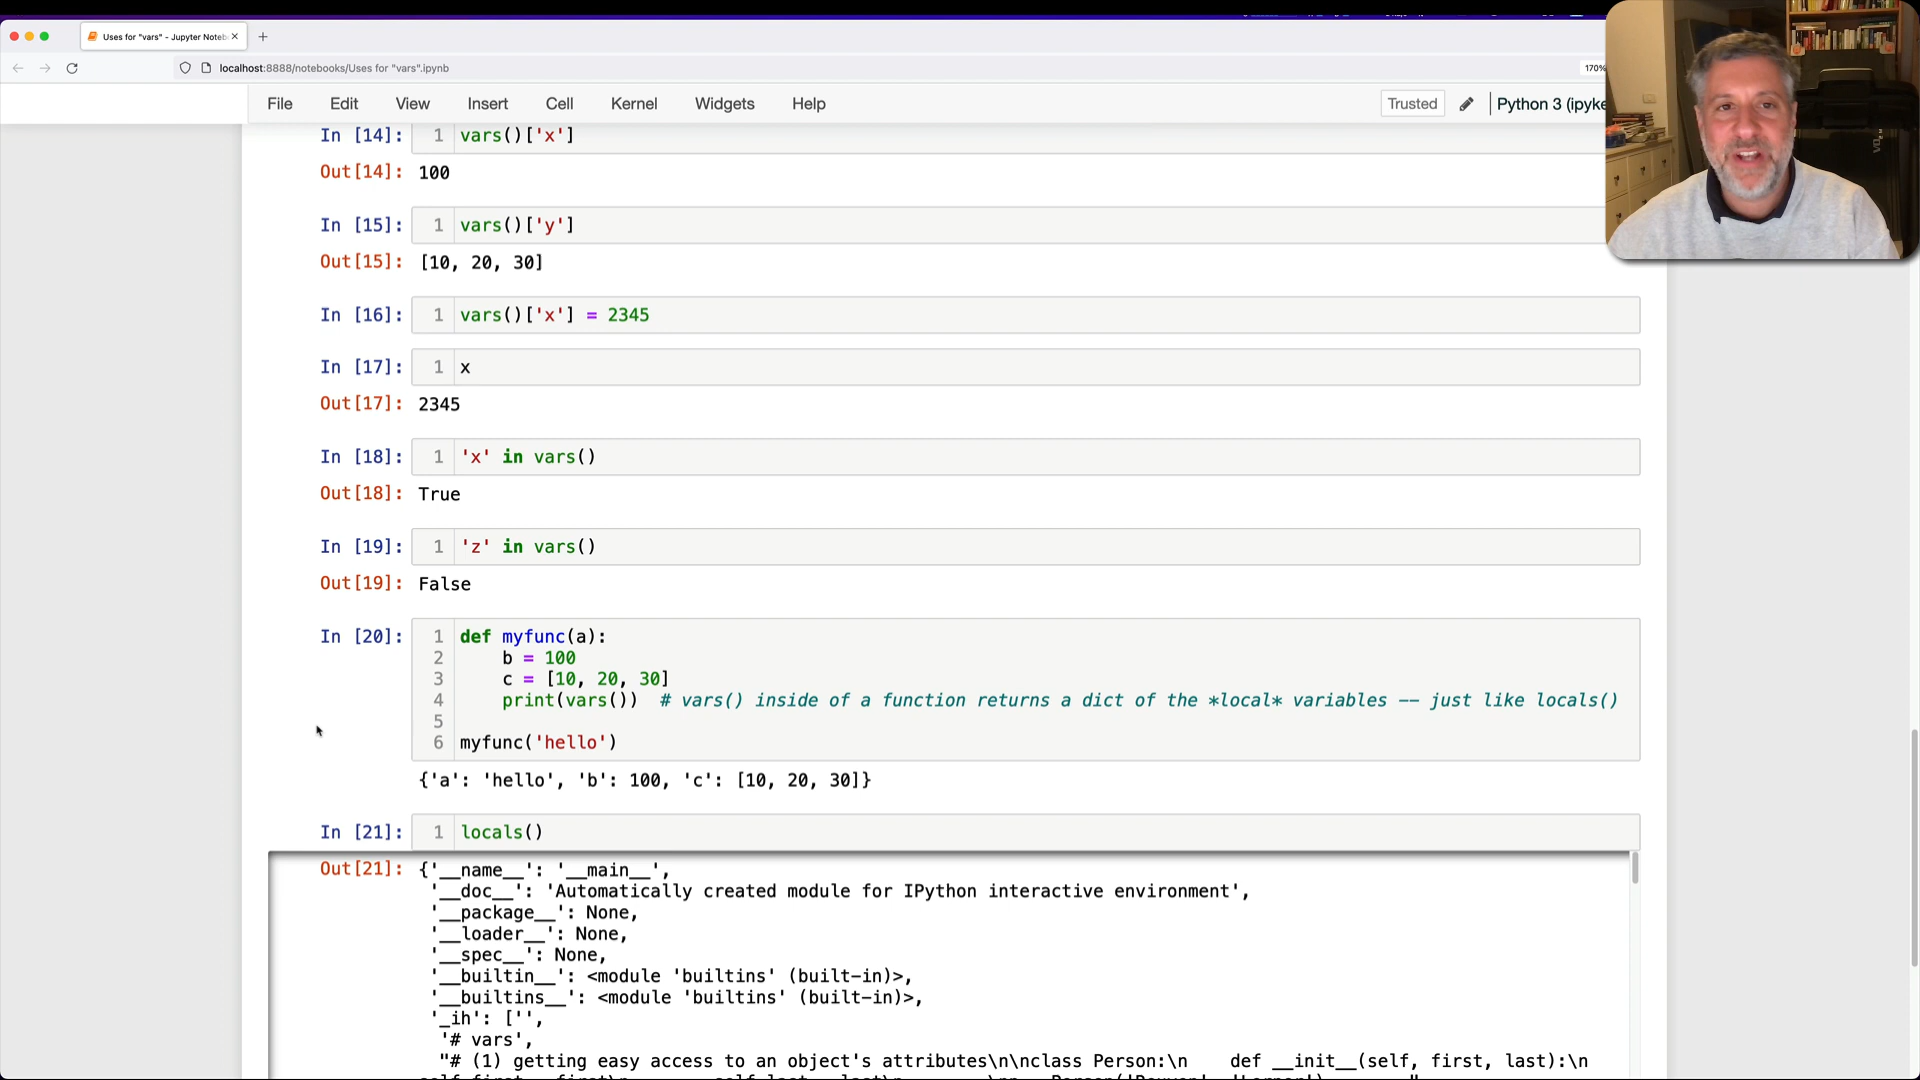 Uses for "vars" - Jupyter Noteb
localhost:8888/notebooks/Uses for "vars".ipynb
170%
File Edit View Insert Cell Kernel Widgets Help
Trusted
Python 3 (ipyke
In [14]: 1 vars()['x']
Out[14]: 100
In [15]: 1 vars()['y']
Out[15]: [10, 20, 30]
In [16]: 1 vars()['x'] = 2345
In [17]: 1 x
Out[17]: 2345
In [18]: 1 'x' in vars()
Out[18]: True
In [19]: 1 'z' in vars()
Out[19]: False
In [20]: 1 def myfunc(a):
2 b = 100
3 c = [10, 20, 30]
4 print(vars()) # vars() inside of a function returns a dict of the *local* variables -- just like locals()
5
6 myfunc('hello')
{'a': 'hello', 'b': 100, 'c': [10, 20, 30]}
In [21]: 1 locals()
Out[21]: {'__name__': '__main__',
'__doc__': 'Automatically created module for IPython interactive environment',
'__package__': None,
'__loader__': None,
'__spec__': None,
'__builtin__': <module 'builtins' (built-in)>,
'__builtins__': <module 'builtins' (built-in)>,
'_ih': ['',
'# vars',
"# (1) getting easy access to an object's attributes\n\nclass Person:\n    def __init__(self, first, last):\n